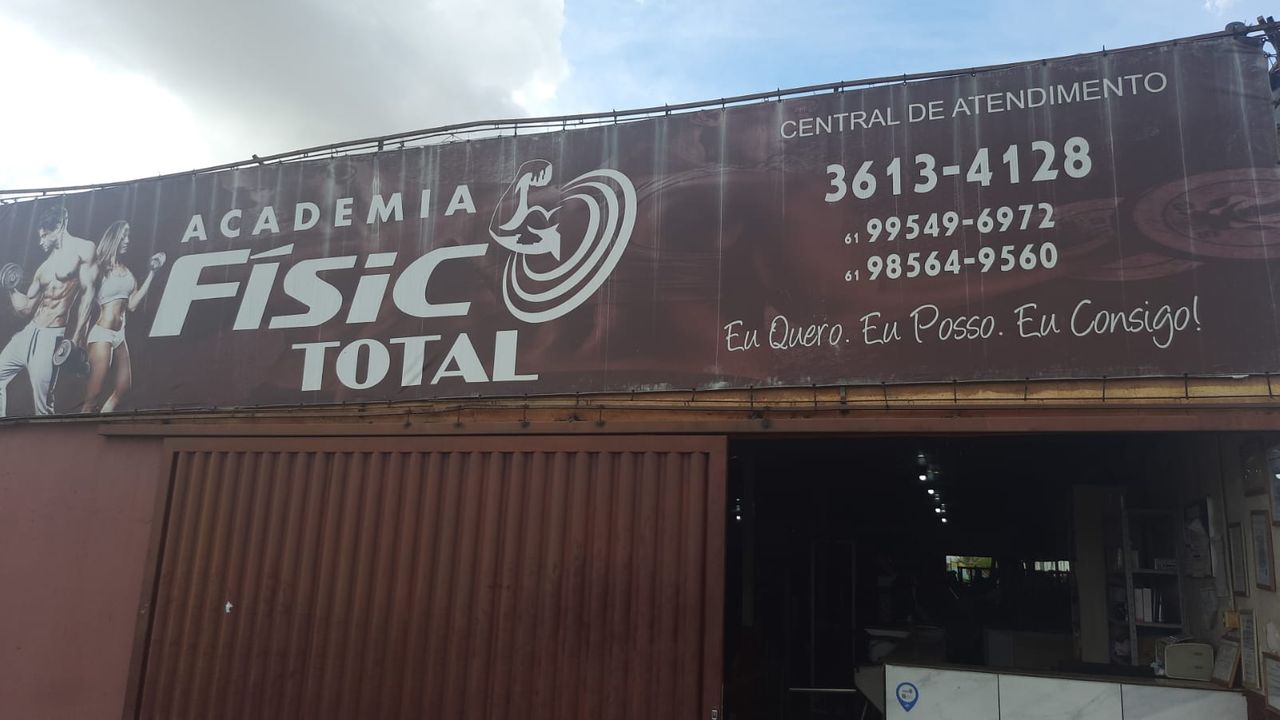 ACADEMIA
FÍSIC
TOTAL
CENTRAL DE ATENDIMENTO
3613-4128
61 99549-6972
61 98564-9560
Eu Quero. Eu Posso. Eu Consigo!